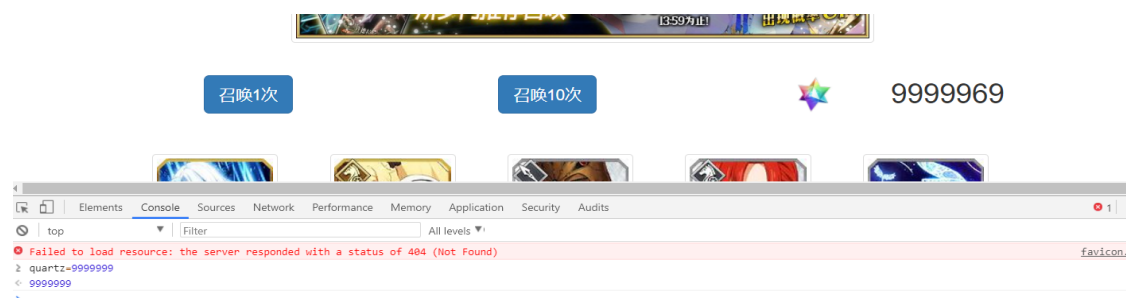 13:59为止!
召唤1次
召唤10次
9999969
Elements Console Sources Network Performance Memory Application Security Audits
1
top
Filter
All levels
Failed to load resource: the server responded with a status of 404 (Not Found)
favicon.
quartz=9999999
9999999